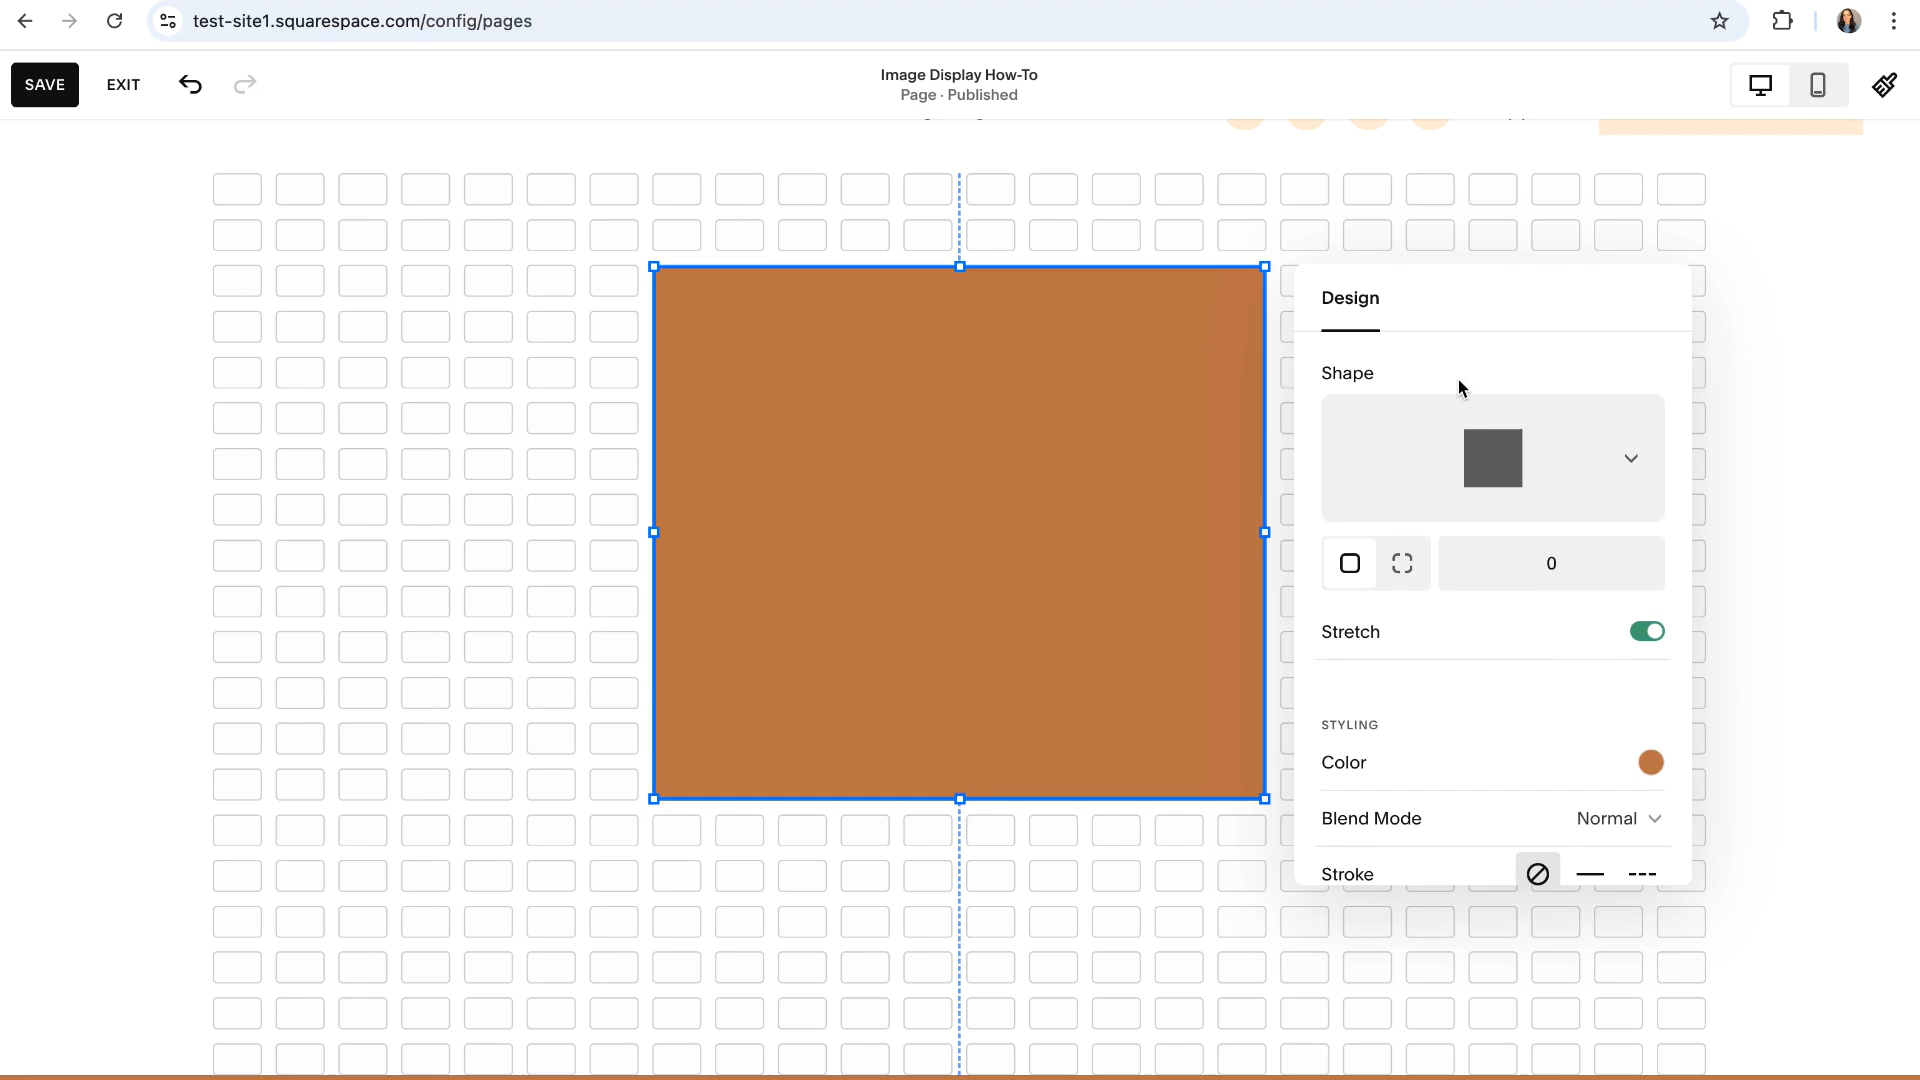 test-site1.squarespace.com/config/pages
SAVE
EXIT
Image Display How-To
Page · Published
Design
Shape
0
Stretch
STYLING
Color
Blend Mode
Normal
Stroke